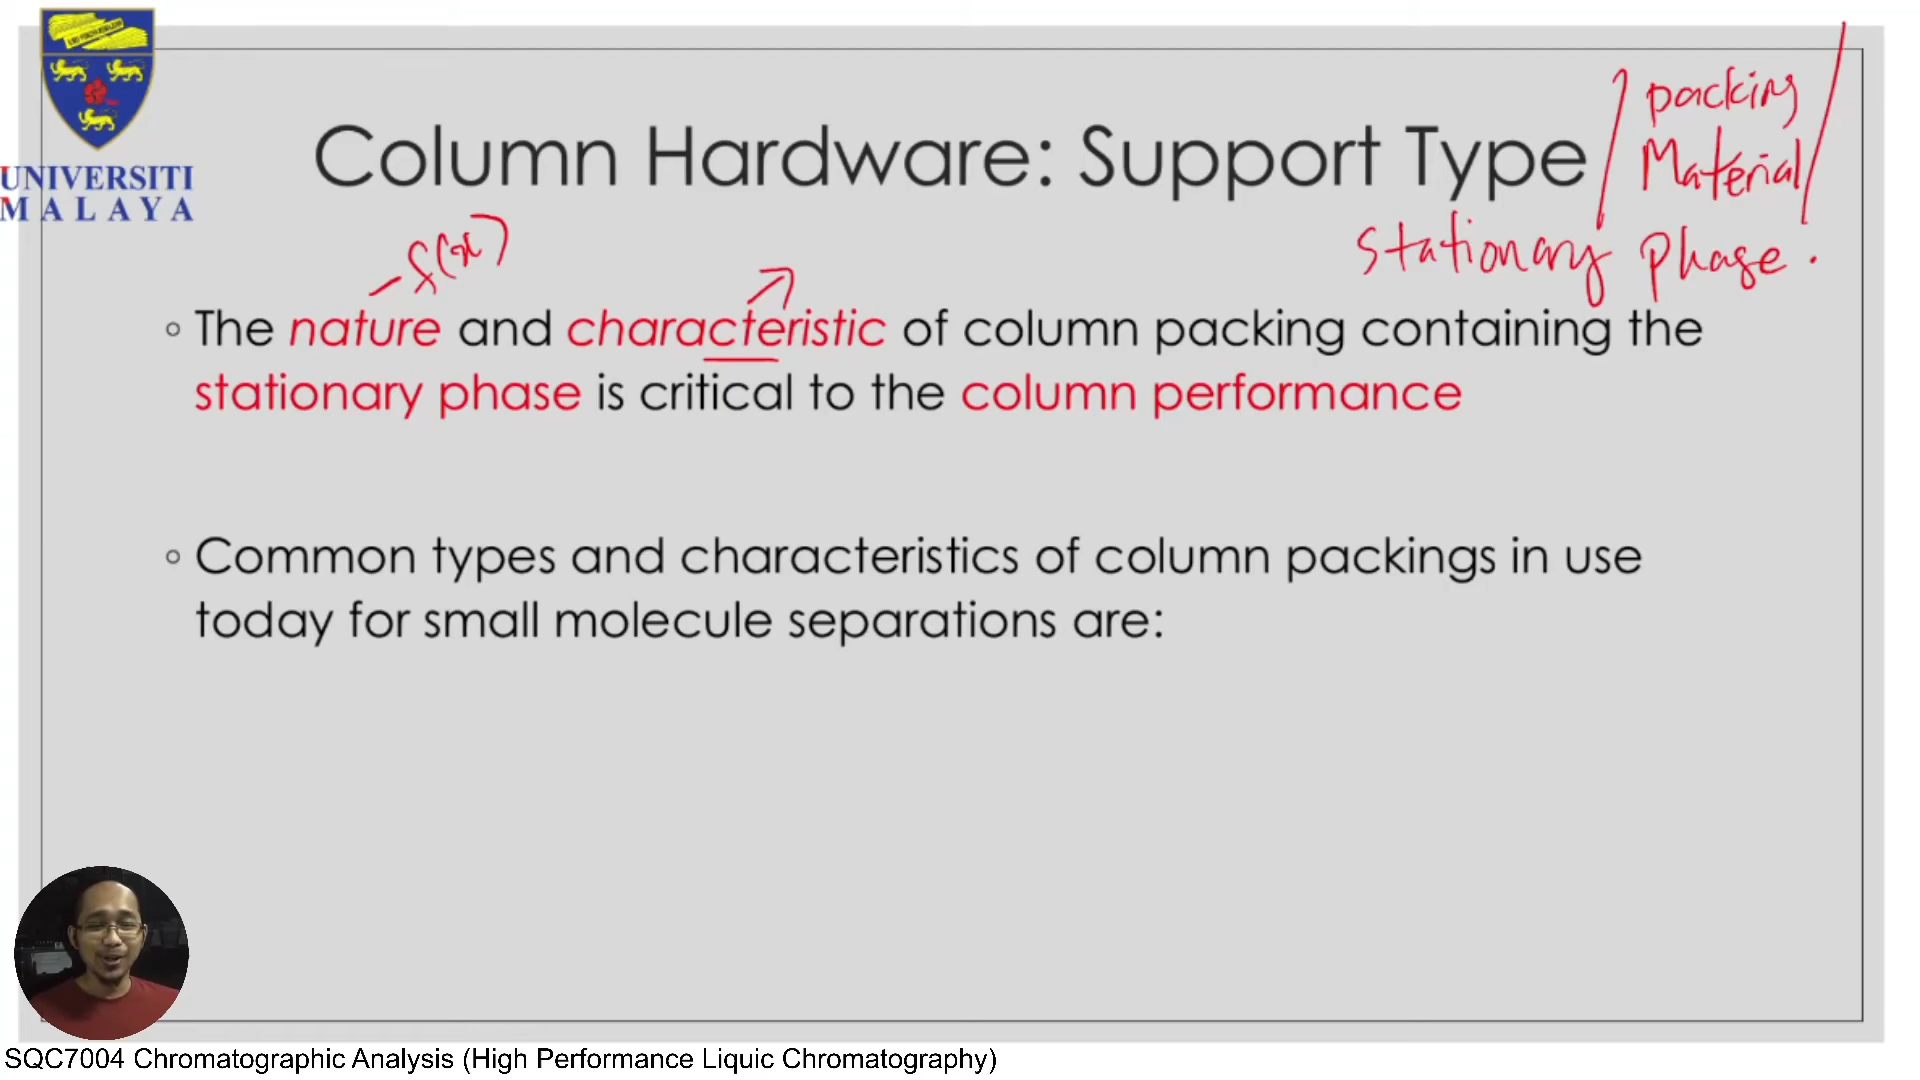 UNIVERSITI
MALAYA
Column Hardware: Support Type / packing
Material /
stationary phase.
f(x)
◦ The nature and characteristic of column packing containing the
stationary phase is critical to the column performance
◦ Common types and characteristics of column packings in use
today for small molecule separations are:
SQC7004 Chromatographic Analysis (High Performance Liquic Chromatography)